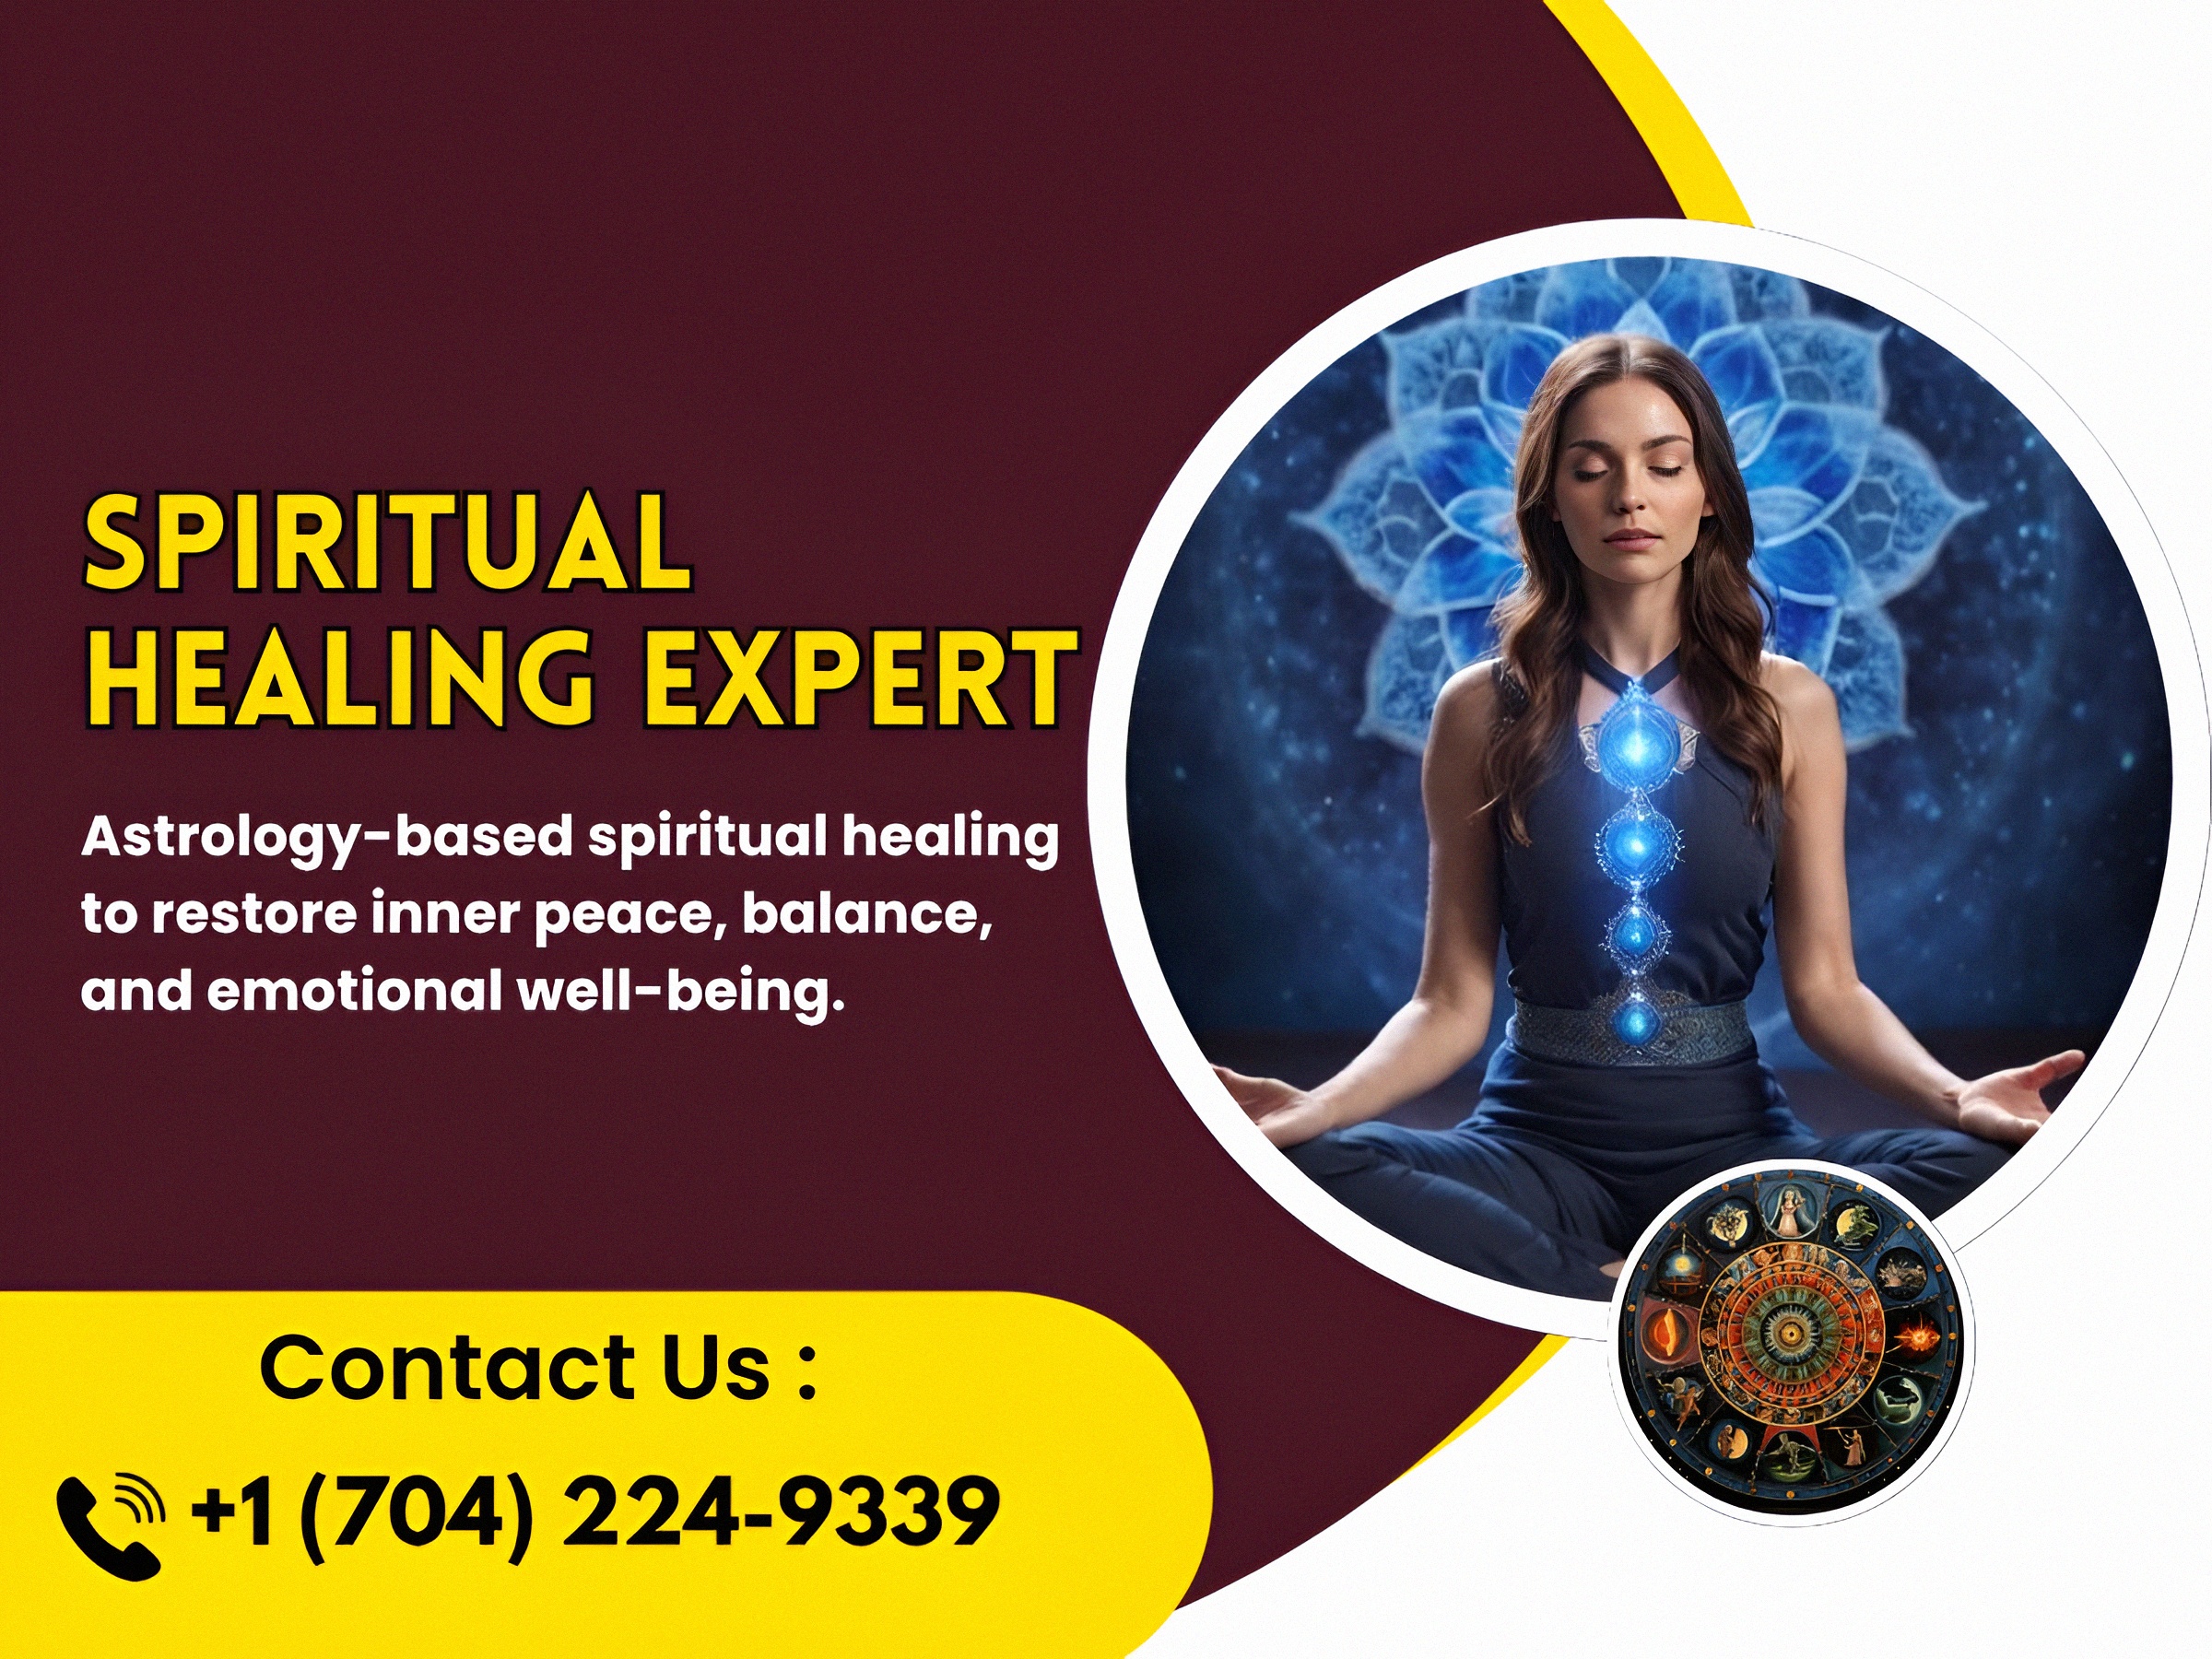 SPIRITUAL
HEALING EXPERT
Astrology-based spiritual healing
to restore inner peace, balance,
and emotional well-being.
Contact Us :
+1 (704) 224-9339